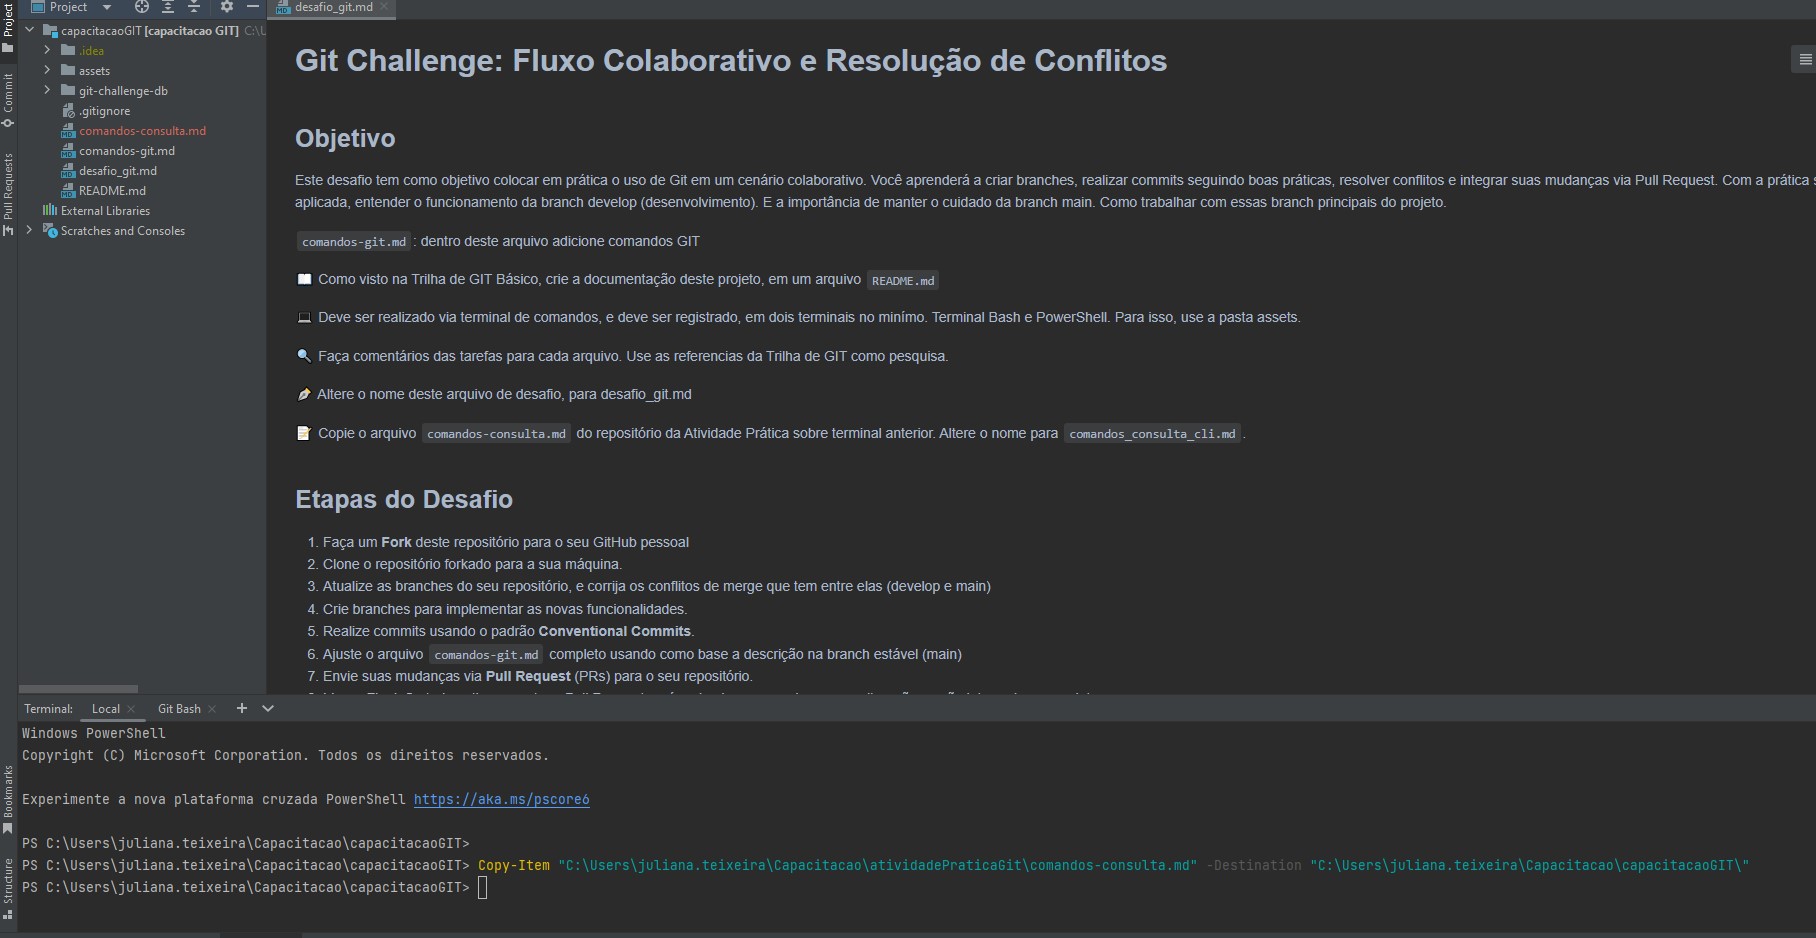 Project
desafio_git.md
Project
Commit
Pull Requests
Bookmarks
Structure
capacitacaoGIT [capacitacao GIT] C:\U
.idea
assets
git-challenge-db
.gitignore
comandos-consulta.md
comandos-git.md
desafio_git.md
README.md
External Libraries
Scratches and Consoles
Git Challenge: Fluxo Colaborativo e Resolução de Conflitos
Objetivo
Este desafio tem como objetivo colocar em prática o uso de Git em um cenário colaborativo. Você aprenderá a criar branches, realizar commits seguindo boas práticas, resolver conflitos e integrar suas mudanças via Pull Request. Com a prática s
aplicada, entender o funcionamento da branch develop (desenvolvimento). E a importância de manter o cuidado da branch main. Como trabalhar com essas branch principais do projeto.
comandos-git.md : dentro deste arquivo adicione comandos GIT
📖 Como visto na Trilha de GIT Básico, crie a documentação deste projeto, em um arquivo README.md
💻 Deve ser realizado via terminal de comandos, e deve ser registrado, em dois terminais no minímo. Terminal Bash e PowerShell. Para isso, use a pasta assets.
🔍 Faça comentários das tarefas para cada arquivo. Use as referencias da Trilha de GIT como pesquisa.
Altere o nome deste arquivo de desafio, para desafio_git.md
📝 Copie o arquivo comandos-consulta.md do repositório da Atividade Prática sobre terminal anterior. Altere o nome para comandos_consulta_cli.md .
Etapas do Desafio
1. Faça um Fork deste repositório para o seu GitHub pessoal
2. Clone o repositório forkado para a sua máquina.
3. Atualize as branches do seu repositório, e corrija os conflitos de merge que tem entre elas (develop e main)
4. Crie branches para implementar as novas funcionalidades.
5. Realize commits usando o padrão Conventional Commits.
6. Ajuste o arquivo comandos-git.md completo usando como base a descrição na branch estável (main)
7. Envie suas mudanças via Pull Request (PRs) para o seu repositório.
Terminal: Local Git Bash
Windows PowerShell
Copyright (C) Microsoft Corporation. Todos os direitos reservados.
Experimente a nova plataforma cruzada PowerShell https://aka.ms/pscore6
PS C:\Users\juliana.teixeira\Capacitacao\capacitacaoGIT>
PS C:\Users\juliana.teixeira\Capacitacao\capacitacaoGIT> Copy-Item "C:\Users\juliana.teixeira\Capacitacao\atividadePraticaGit\comandos-consulta.md" -Destination "C:\Users\juliana.teixeira\Capacitacao\capacitacaoGIT\"
PS C:\Users\juliana.teixeira\Capacitacao\capacitacaoGIT>